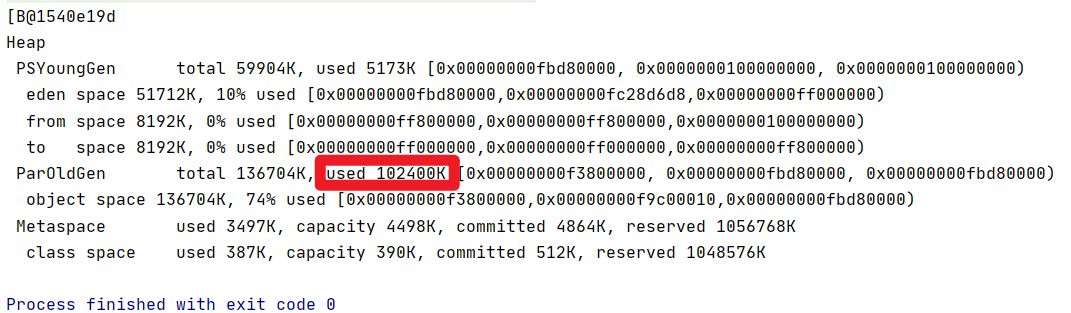 [B@1540e19d
Heap
 PSYoungGen      total 59904K, used 5173K [0x00000000fbd80000, 0x0000000100000000, 0x0000000100000000)
  eden space 51712K, 10% used [0x00000000fbd80000,0x00000000fc28d6d8,0x00000000ff000000)
  from space 8192K, 0% used [0x00000000ff800000,0x00000000ff800000,0x0000000100000000)
  to   space 8192K, 0% used [0x00000000ff000000,0x00000000ff000000,0x00000000ff800000)
 ParOldGen       total 136704K, used 102400K [0x00000000f3800000, 0x00000000fbd80000, 0x00000000fbd80000)
  object space 136704K, 74% used [0x00000000f3800000,0x00000000f9c00010,0x00000000fbd80000)
 Metaspace       used 3497K, capacity 4498K, committed 4864K, reserved 1056768K
  class space    used 387K, capacity 390K, committed 512K, reserved 1048576K
Process finished with exit code 0